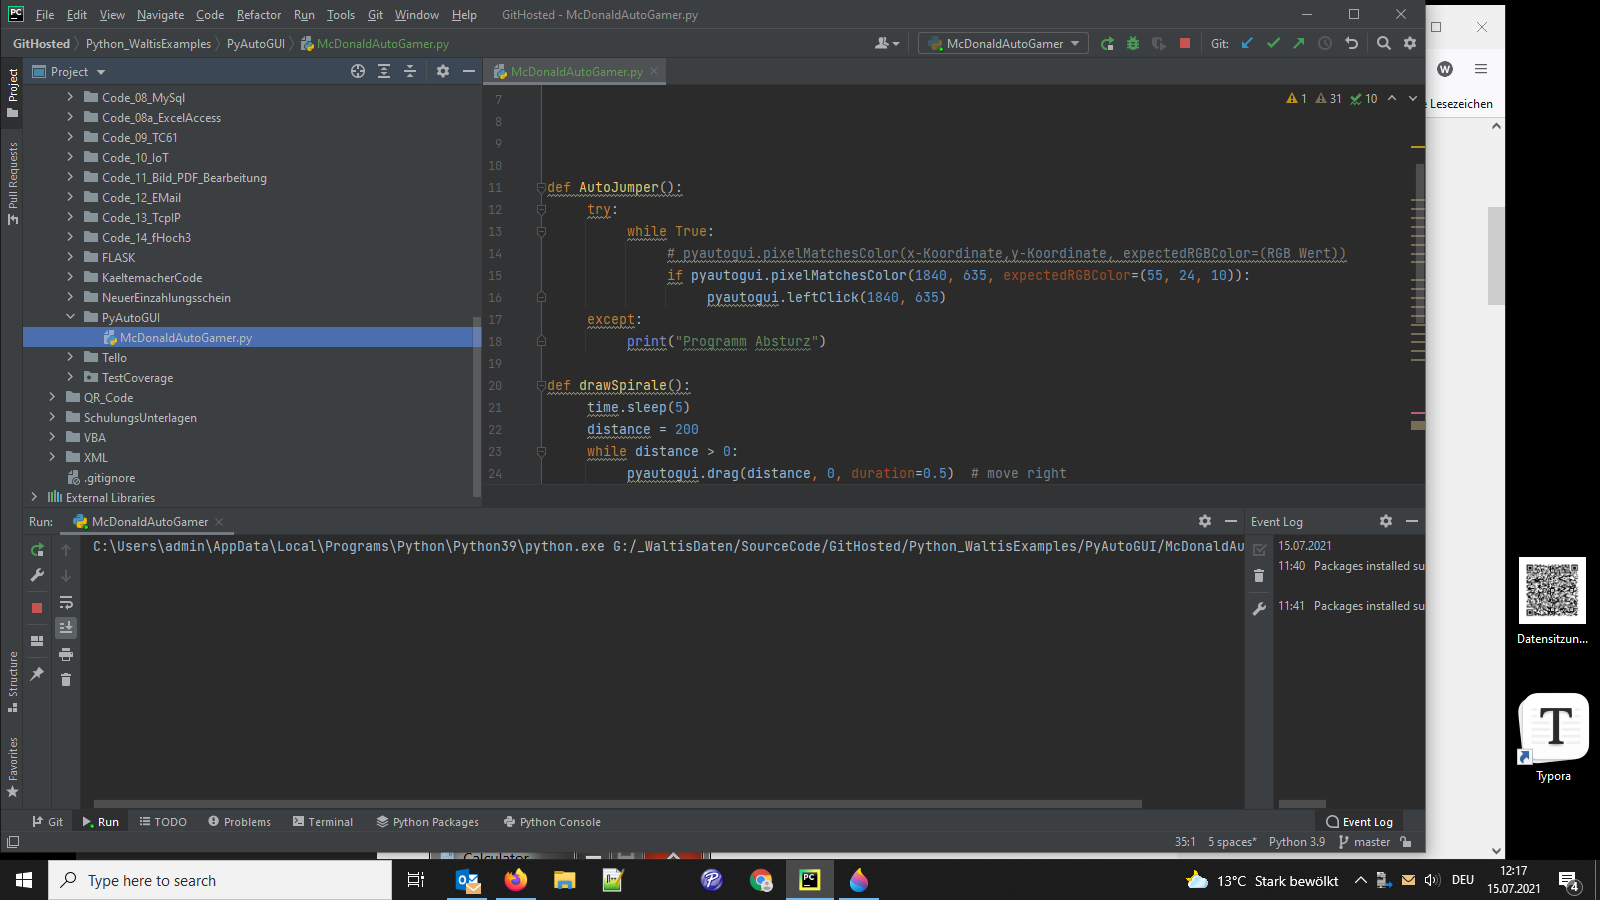 File Edit View Navigate Code Refactor Run Tools Git Window Help GitHosted - McDonaldAutoGamer.py
GitHosted Python_WaltisExamples PyAutoGUI McDonaldAutoGamer.py McDonaldAutoGamer Git:
Project
McDonaldAutoGamer.py
Project
Pull Requests
Structure
Favorites
Code_08_MySql
Code_08a_ExcelAccess
Code_09_TC61
Code_10_IoT
Code_11_Bild_PDF_Bearbeitung
Code_12_EMail
Code_13_TcpIP
Code_14_fHoch3
FLASK
KaeltemacherCode
NeuerEinzahlungsschein
PyAutoGUI
McDonaldAutoGamer.py
Tello
TestCoverage
QR_Code
SchulungsUnterlagen
VBA
XML
.gitignore
External Libraries
1 31 10
7
8
9
10
11 def AutoJumper():
12 try:
13 while True:
14 # pyautogui.pixelMatchesColor(x-Koordinate,y-Koordinate, expectedRGBColor=(RGB Wert))
15 if pyautogui.pixelMatchesColor(1840, 635, expectedRGBColor=(55, 24, 10)):
16 pyautogui.leftClick(1840, 635)
17 except:
18 print("Programm Absturz")
19
20 def drawSpirale():
21 time.sleep(5)
22 distance = 200
23 while distance > 0:
24 pyautogui.drag(distance, 0, duration=0.5) # move right
Run: McDonaldAutoGamer
C:\Users\admin\AppData\Local\Programs\Python\Python39\python.exe G:/_WaltisDaten/SourceCode/GitHosted/Python_WaltisExamples/PyAutoGUI/McDonaldAu
Event Log
15.07.2021
11:40 Packages installed su
11:41 Packages installed su
Git Run TODO Problems Terminal Python Packages Python Console Event Log
35:1 5 spaces* Python 3.9 master
W
e Lesezeichen
Datensitzun...
T
Typora
Calculator
Type here to search
PC
13°C Stark bewölkt
DEU
12:17
15.07.2021
4